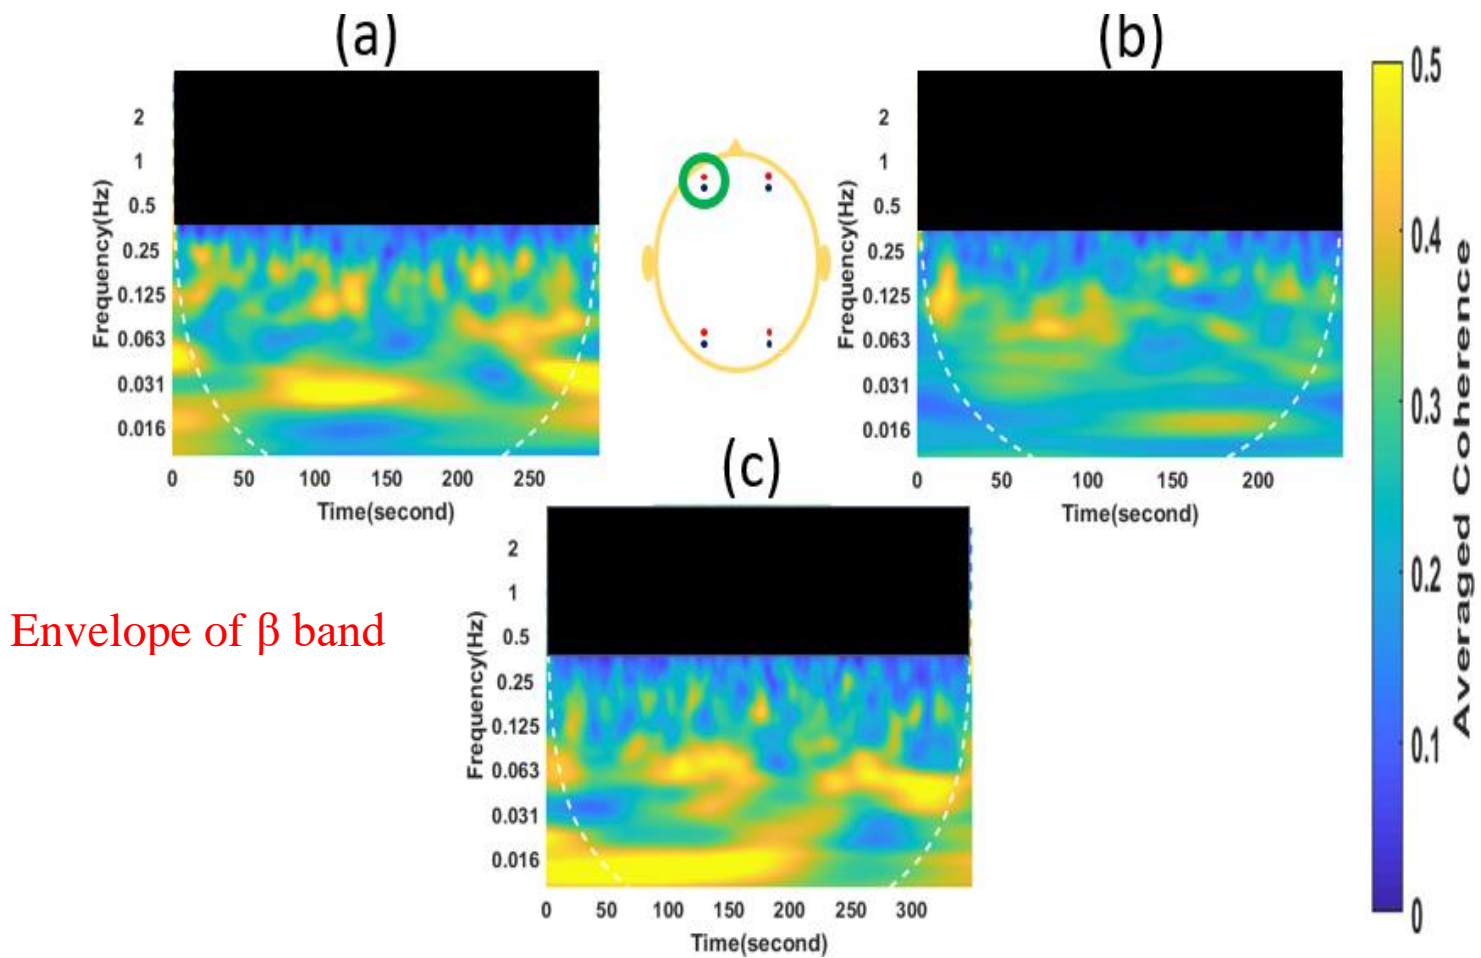 (a)
(b)
2
1
0.5
0.25
0.125
0.063
0.031
0.016
Frequency(Hz)
0 50 100 150 200 250
Time(second)
2
1
0.5
0.25
0.125
0.063
0.031
0.016
Frequency(Hz)
0 50 100 150 200
Time(second)
0.5
0.4
0.3
0.2
0.1
0
Averaged Coherence
(c)
Envelope of β band
2
1
0.5
0.25
0.125
0.063
0.031
0.016
Frequency(Hz)
0 50 100 150 200 250 300
Time(second)